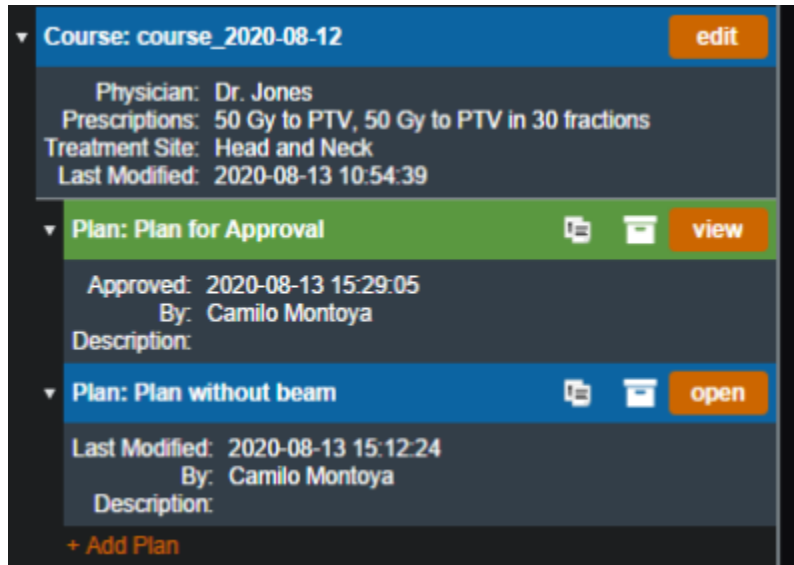 Course: course_2020-08-12 edit
Physician: Dr. Jones
Prescriptions: 50 Gy to PTV, 50 Gy to PTV in 30 fractions
Treatment Site: Head and Neck
Last Modified: 2020-08-13 10:54:39
Plan: Plan for Approval view
Approved: 2020-08-13 15:29:05
By: Camilo Montoya
Description:
Plan: Plan without beam open
Last Modified: 2020-08-13 15:12:24
By: Camilo Montoya
Description:
+ Add Plan